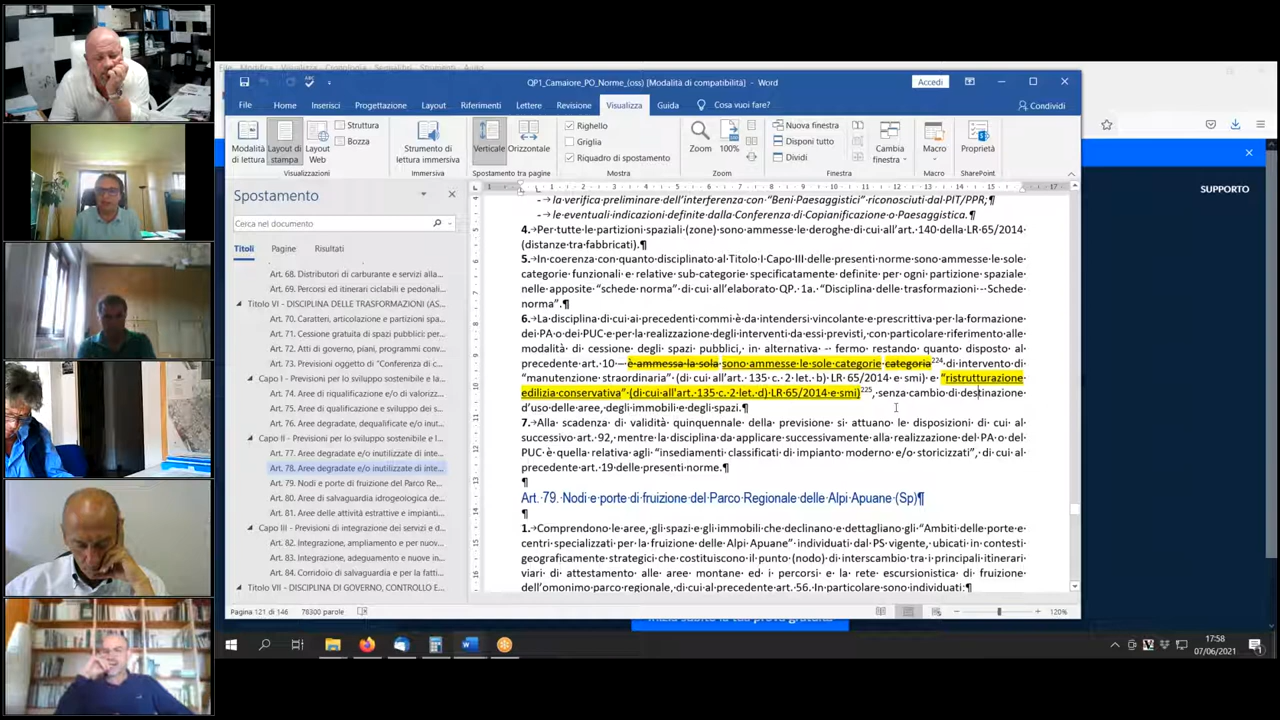 File Modifica Visualizza Cronologia Segnalibri Strumenti Aiuto
QP1_Camaiore_PO_Norme_(oss) [Modalità di compatibilità] - Word
Accedi
File Home Inserisci Progettazione Layout Riferimenti Lettere Revisione Visualizza Guida Cosa vuoi fare?
Condividi
Modalità di lettura
Layout di stampa
Layout Web
Struttura
Bozza
Visualizzazioni
Strumenti di lettura immersiva
Immersiva
Verticale
Orizzontale
Spostamento tra pagine
Righello
Griglia
Riquadro di spostamento
Mostra
Zoom
100%
Zoom
Nuova finestra
Disponi tutto
Dividi
Cambia finestra
Finestra
Macro
Macro
Proprietà
SharePoint
SUPPORTO
Spostamento
Cerca nel documento
Titoli Pagine Risultati
Art. 68. Distributori di carburante e servizi alla...
Art. 69. Percorsi ed itinerari ciclabili e pedonali...
Titolo VI - DISCIPLINA DELLE TRASFORMAZIONI (AS...
Art. 70. Caratteri, articolazione e partizioni spa...
Art. 71. Cessione gratuita di spazi pubblici: per...
Art. 72. Atti di governo, piani, programmi conv...
Art. 73. Previsioni oggetto di "Conferenza di c...
Capo I - Previsioni per lo sviluppo sostenibile e la...
Art. 74. Aree di riqualificazione e/o di valorizz...
Art. 75. Aree di qualificazione e sviluppo dei s...
Art. 76. Aree degradate, dequalificate e/o inut...
Capo II - Previsioni per lo sviluppo sostenibile e l...
Art. 77. Aree degradate e/o inutilizzate di inte...
Art. 78. Aree degradate e/o inutilizzate di inte...
Art. 79. Nodi e porte di fruizione del Parco Re...
Art. 80. Aree di salvaguardia idrogeologica de...
Art. 81. Aree delle attività estrattive e impianti...
Capo III - Previsioni di integrazione dei servizi e d...
Art. 82. Integrazione, ampliamento e per nuov...
Art. 83. Integrazione, adeguamento e nuove in...
Art. 84. Corridoio di salvaguardia e per la fatti...
Titolo VII - DISCIPLINA DI GOVERNO, CONTROLLO E...
- → la verifica preliminare dell'interferenza con "Beni Paesaggistici" riconosciuti dal PIT/PPR;¶
- → le eventuali indicazioni definite dalla Conferenza di Copianificazione o Paesaggistica.¶
4.→Per tutte le partizioni spaziali (zone) sono ammesse le deroghe di cui all'art. 140 della LR 65/2014
(distanze tra fabbricati).¶
5.→In coerenza con quanto disciplinato al Titolo I Capo III delle presenti norme sono ammesse le sole
categorie funzionali e relative sub-categorie specificatamente definite per ogni partizione spaziale
nelle apposite "schede norma" di cui all'elaborato QP. 1a. "Disciplina delle trasformazioni - Schede
norma".¶
6.→La disciplina di cui ai precedenti commi è da intendersi vincolante e prescrittiva per la formazione
dei PA o dei PUC e per la realizzazione degli interventi da essi previsti, con particolare riferimento alle
modalità di cessione degli spazi pubblici, in alternativa - fermo restando quanto disposto al
precedente art. 10 – è ammessa la sola sono ammesse le sole categorie categoria224 di intervento di
"manutenzione straordinaria" (di cui all'art. 135 c. 2 let. b) LR 65/2014 e smi) e "ristrutturazione
edilizia conservativa" (di cui all'art. 135 c. 2 let. d) LR 65/2014 e smi)225, senza cambio di destinazione
d'uso delle aree, degli immobili e degli spazi.¶
7.→Alla scadenza di validità quinquennale della previsione si attuano le disposizioni di cui al
successivo art. 92, mentre la disciplina da applicare successivamente alla realizzazione del PA o del
PUC è quella relativa agli "insediamenti classificati di impianto moderno e/o storicizzati", di cui al
precedente art. 19 delle presenti norme.¶
¶
Art. 79. Nodi e porte di fruizione del Parco Regionale delle Alpi Apuane (Sp)¶
¶
1.→Comprendono le aree, gli spazi e gli immobili che declinano e dettagliano gli "Ambiti delle porte e
centri specializzati per la fruizione delle Alpi Apuane" individuati dal PS vigente, ubicati in contesti
geograficamente strategici che costituiscono il punto (nodo) di interscambio tra i principali itinerari
viari di attestamento alle aree montane ed i percorsi e la rete escursionistica di fruizione
dell'omonimo parco regionale, di cui al precedente art. 56. In particolare sono individuati:
Pagina 121 di 146 78300 parole
120%
Inizia subito la tua prova gratuita!
17:58
07/06/2021